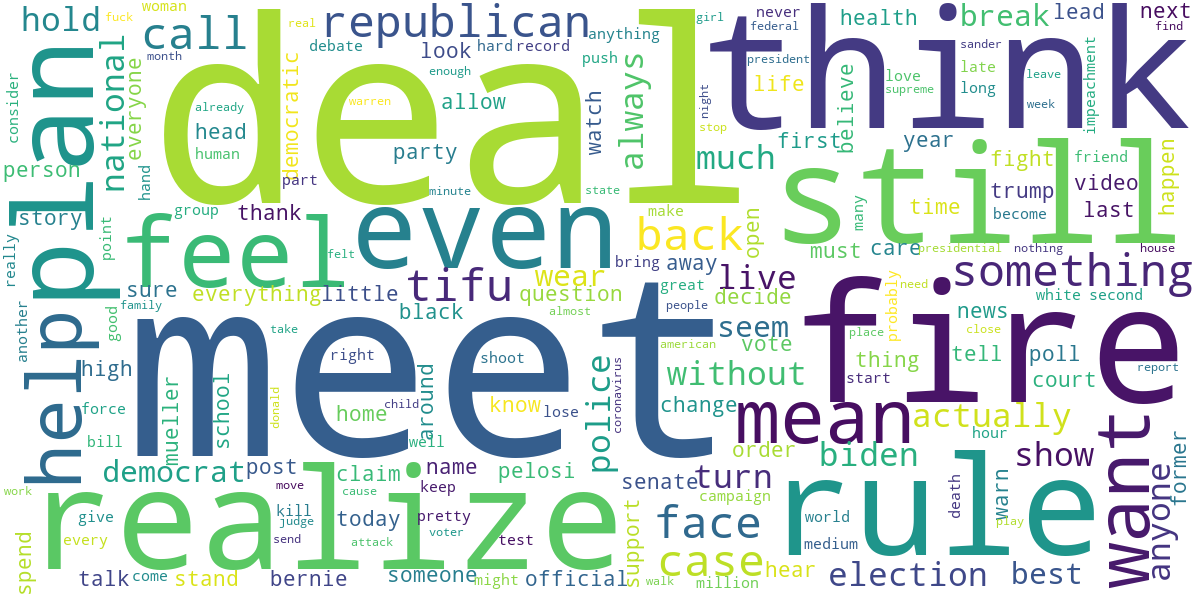 deal
think
meet
fire
still
realize
rule
even
feel
plan
help
want
mean
republican
call
hold
national
democratic
everyone
consider
person
story
already
head
human
warren
debate
look
hard
record
enough
allow
anything
push
always
watch
party
minute
part
state
group
thank
hand
woman
fuck
month
real
girl
never
federal
president
night
stop
life
health
break
lead
next
find
sander
love
supreme
late
long
leave
week
impeachment
believe
first
year
much
fight
friend
trump
become
video
last
happen
time
many
must
care
presidential
nothing
house
something
make
back
open
bring
away
live
great
people
decide
question
almost
wear
tifu
little
everything
sure
felt
family
point
good
really
another
take
black
american
seem
vote
without
change
police
coronavirus
shoot
right
child
home
know
lose
around
well
donald
school
mueller
high
force
bill
democrat
post
move
claim
cause
name
keep
pelosi
senate
turn
campaign
order
support
face
case
million
walk
hear
election
best
official
might
someone
bernie
stand
come
talk
spend
work
give
every
kill
judge
send
today
attack
pretty
voter
test
world
medium
death
warn
play
hour
biden
show
actually
anyone
former
report
court
poll
tell
news
thing
place
start
probably
need
close
white
second